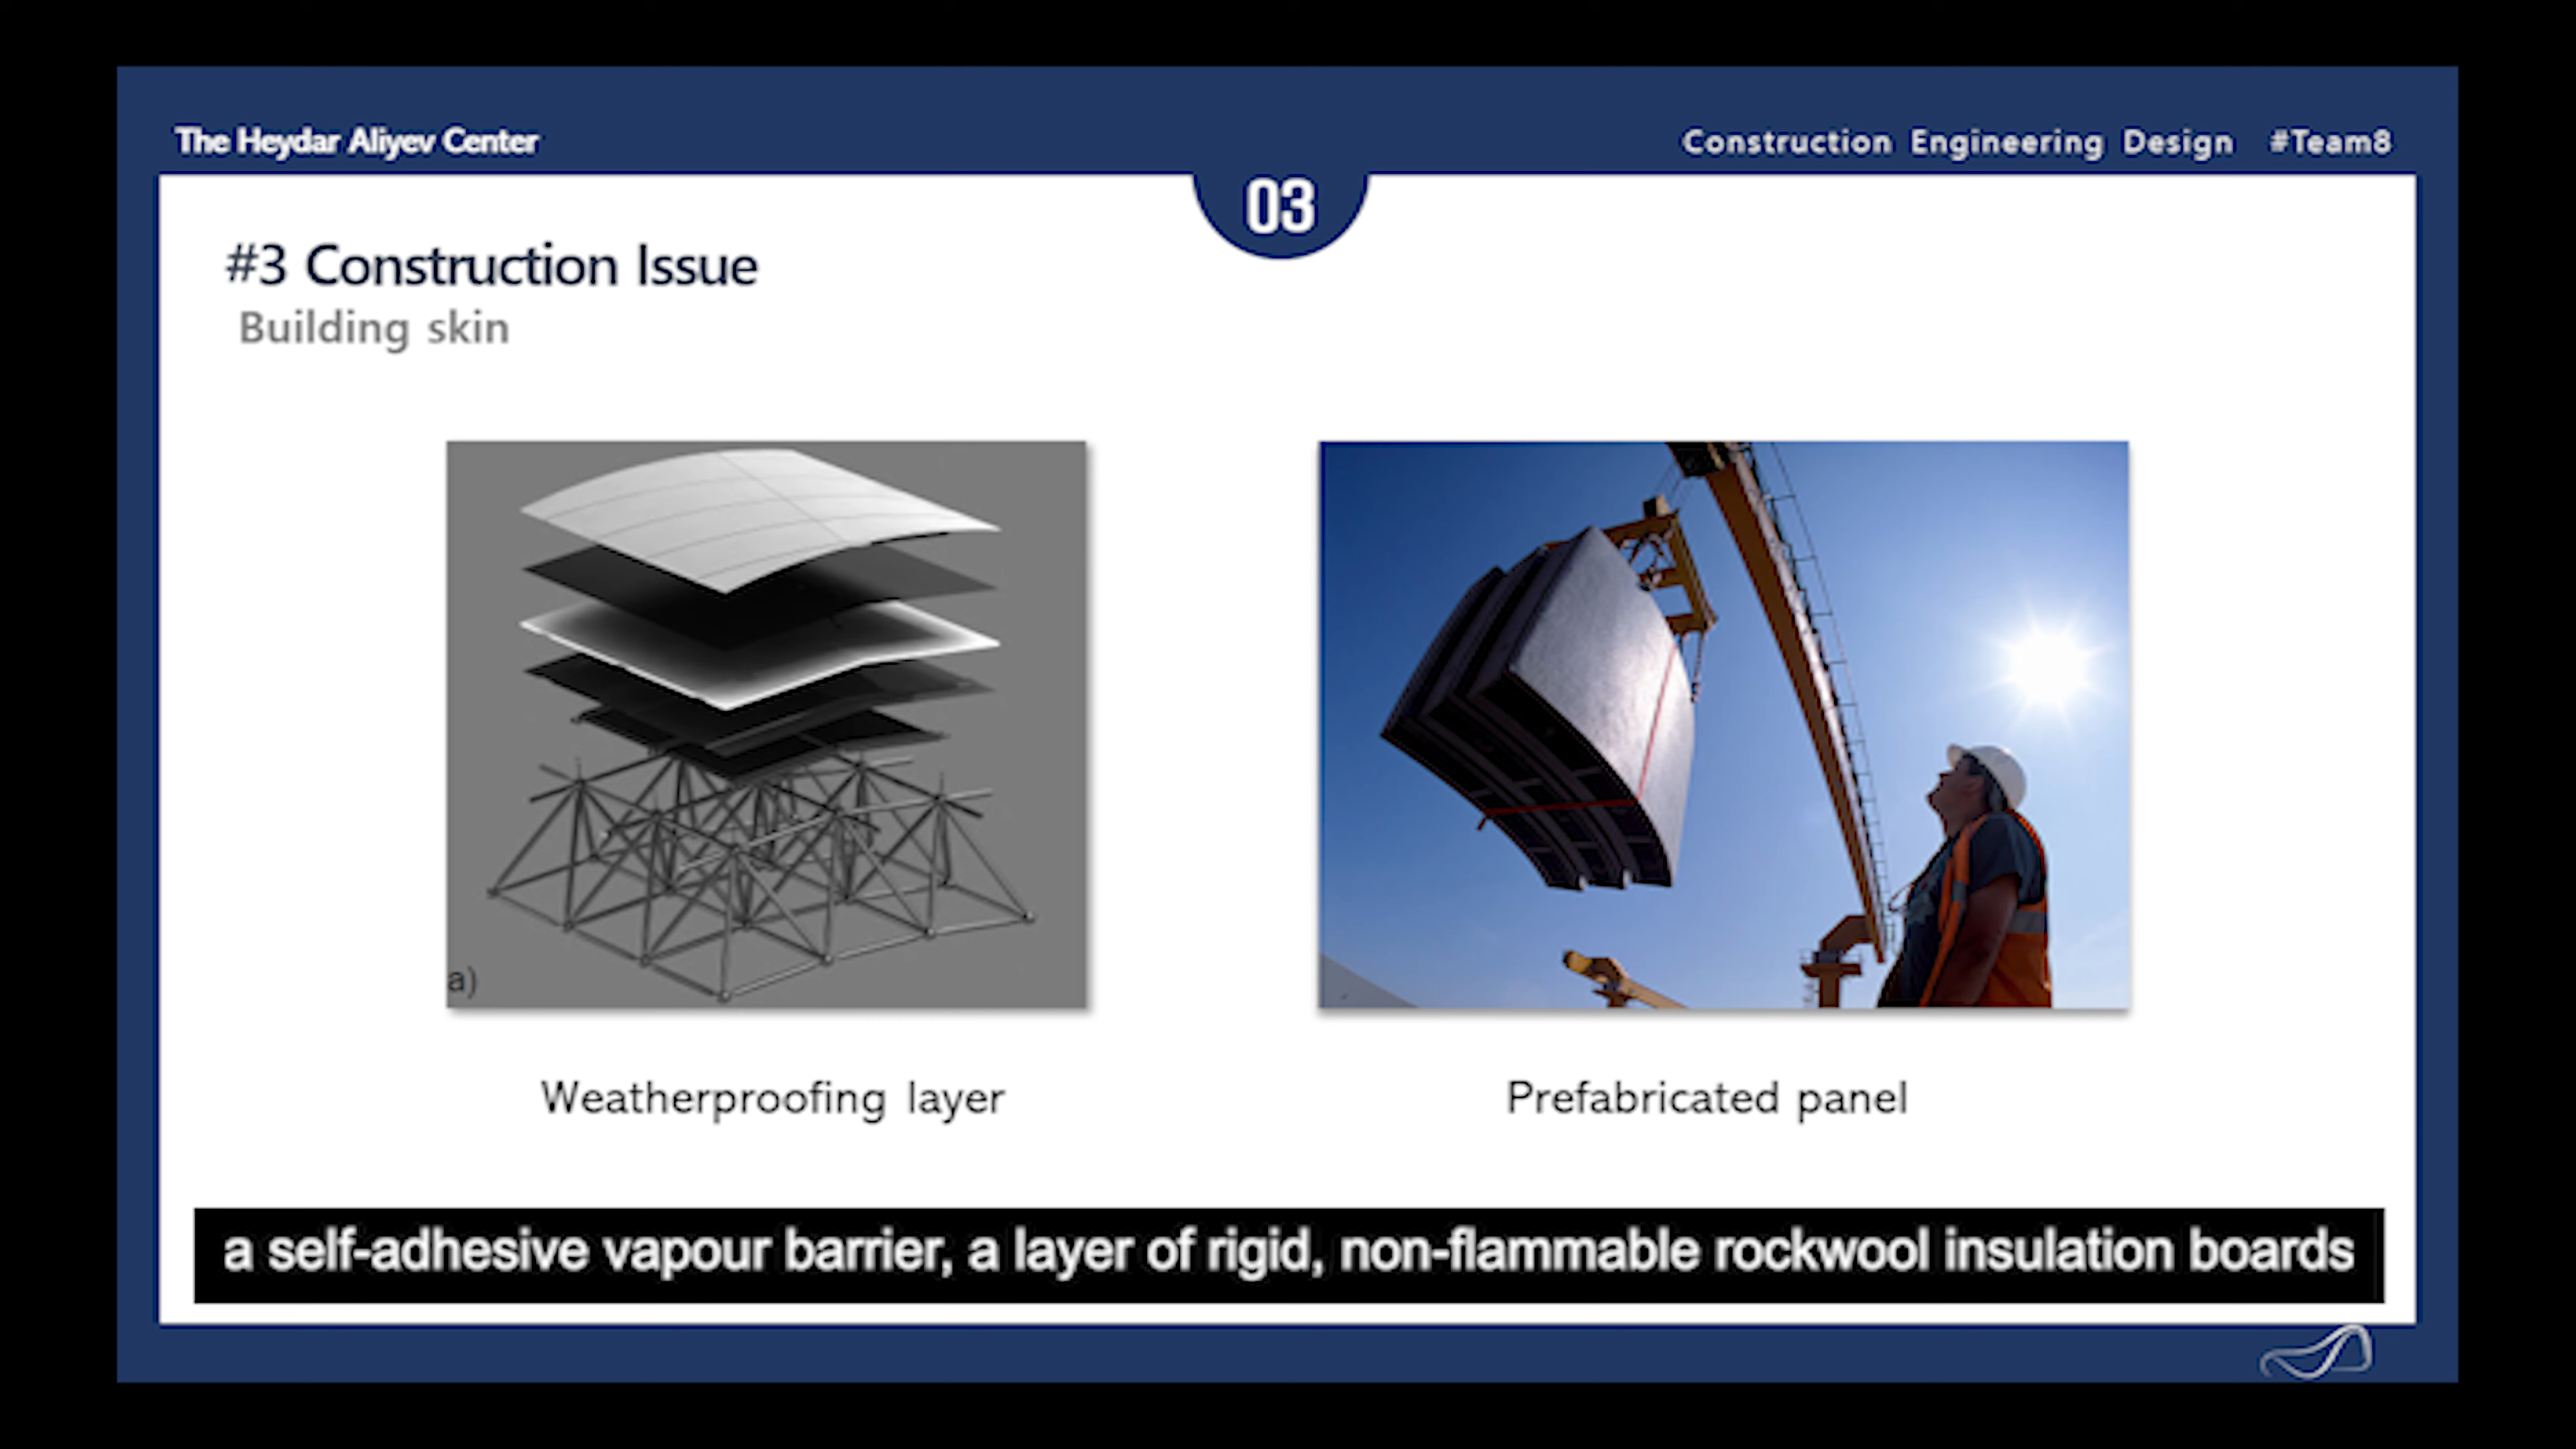 The Heydar Aliyev Center
Construction Engineering Design #Team8
03
#3 Construction Issue
Building skin
a)
Weatherproofing layer
Prefabricated panel
a self-adhesive vapour barrier, a layer of rigid, non-flammable rockwool insulation boards